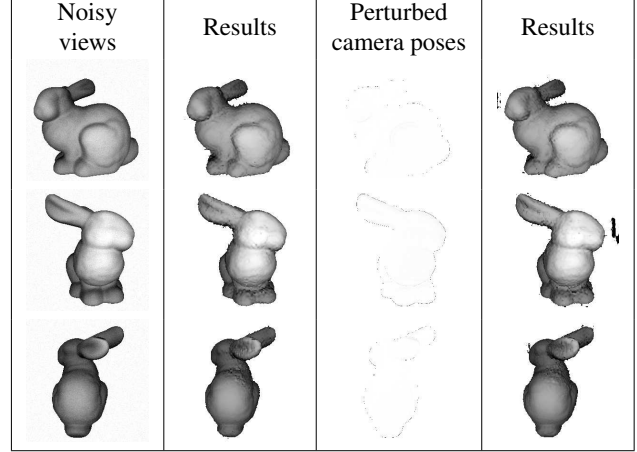 Noisy
views
Results
Perturbed
camera poses
Results